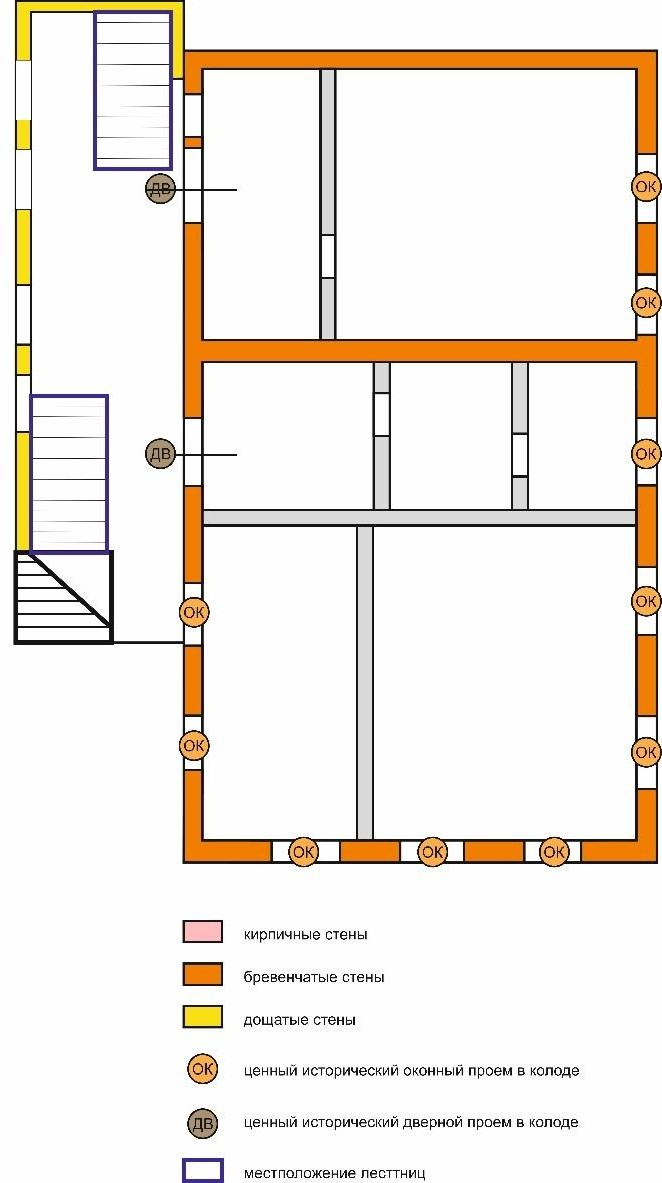 ДВ
ОК
ОК
ДВ
ОК
ОК
ОК
ОК
ОК
ОК
ОК
ОК
кирпичные стены
бревенчатые стены
дощатые стены
ОК ценный исторический оконный проем в колоде
ДВ ценный исторический дверной проем в колоде
местположение лесттниц